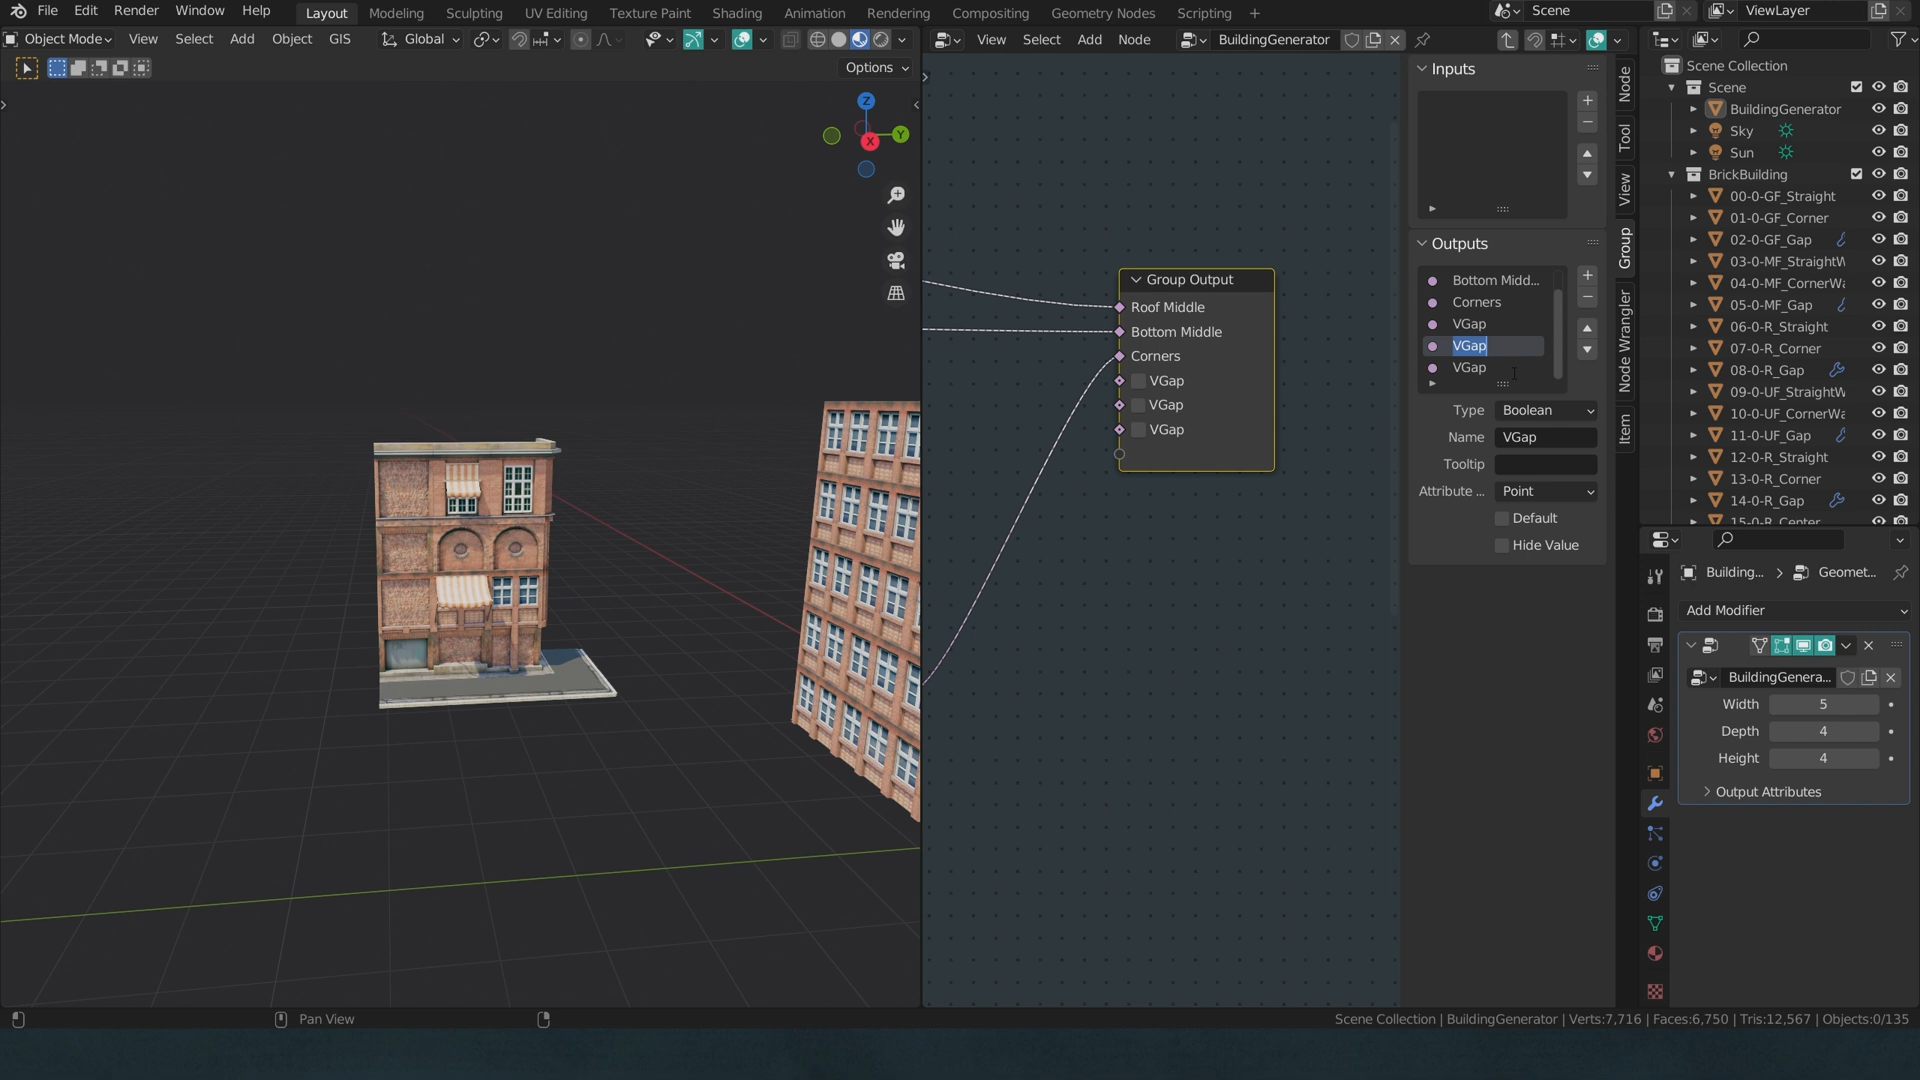 File Edit Render Window Help Layout Modeling Sculpting UV Editing Texture Paint Shading Animation Rendering Compositing Geometry Nodes Scripting + Scene ViewLayer
Object Mode View Select Add Object GIS Global View Select Add Node BuildingGenerator
Options
Z
Y
X
Group Output
Roof Middle
Bottom Middle
Corners
VGap
VGap
VGap
Inputs
Outputs
Bottom Midd...
Corners
VGap
VGap
VGap
Type Boolean
Name VGap
Tooltip
Attribute ... Point
Default
Hide Value
Node
Tool
View
Group
Node Wrangler
Item
Scene Collection
Scene
BuildingGenerator
Sky
Sun
BrickBuilding
00-0-GF_Straight
01-0-GF_Corner
02-0-GF_Gap
03-0-MF_StraightW
04-0-MF_CornerWa
05-0-MF_Gap
06-0-R_Straight
07-0-R_Corner
08-0-R_Gap
09-0-UF_StraightW
10-0-UF_CornerWa
11-0-UF_Gap
12-0-R_Straight
13-0-R_Corner
14-0-R_Gap
15-0-R_Center
Building... > Geomet...
Add Modifier
BuildingGenera...
Width 5
Depth 4
Height 4
Output Attributes
Pan View
Scene Collection | BuildingGenerator | Verts:7,716 | Faces:6,750 | Tris:12,567 | Objects:0/135